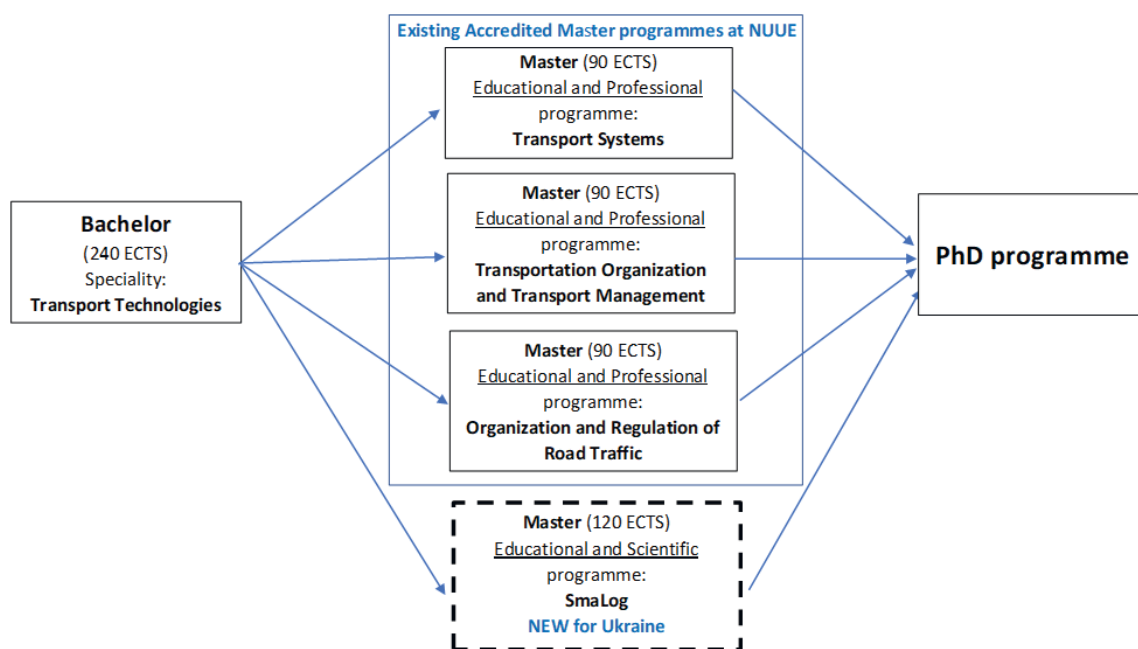 Existing Accredited Master programmes at NUUE
Master (90 ECTS)
Educational and Professional
programme:
Transport Systems
Master (90 ECTS)
Educational and Professional
programme:
Transportation Organization
and Transport Management
Master (90 ECTS)
Educational and Professional
programme:
Organization and Regulation of
Road Traffic
Master (120 ECTS)
Educational and Scientific
programme:
SmaLog
NEW for Ukraine
Bachelor
(240 ECTS)
Speciality:
Transport Technologies
PhD programme